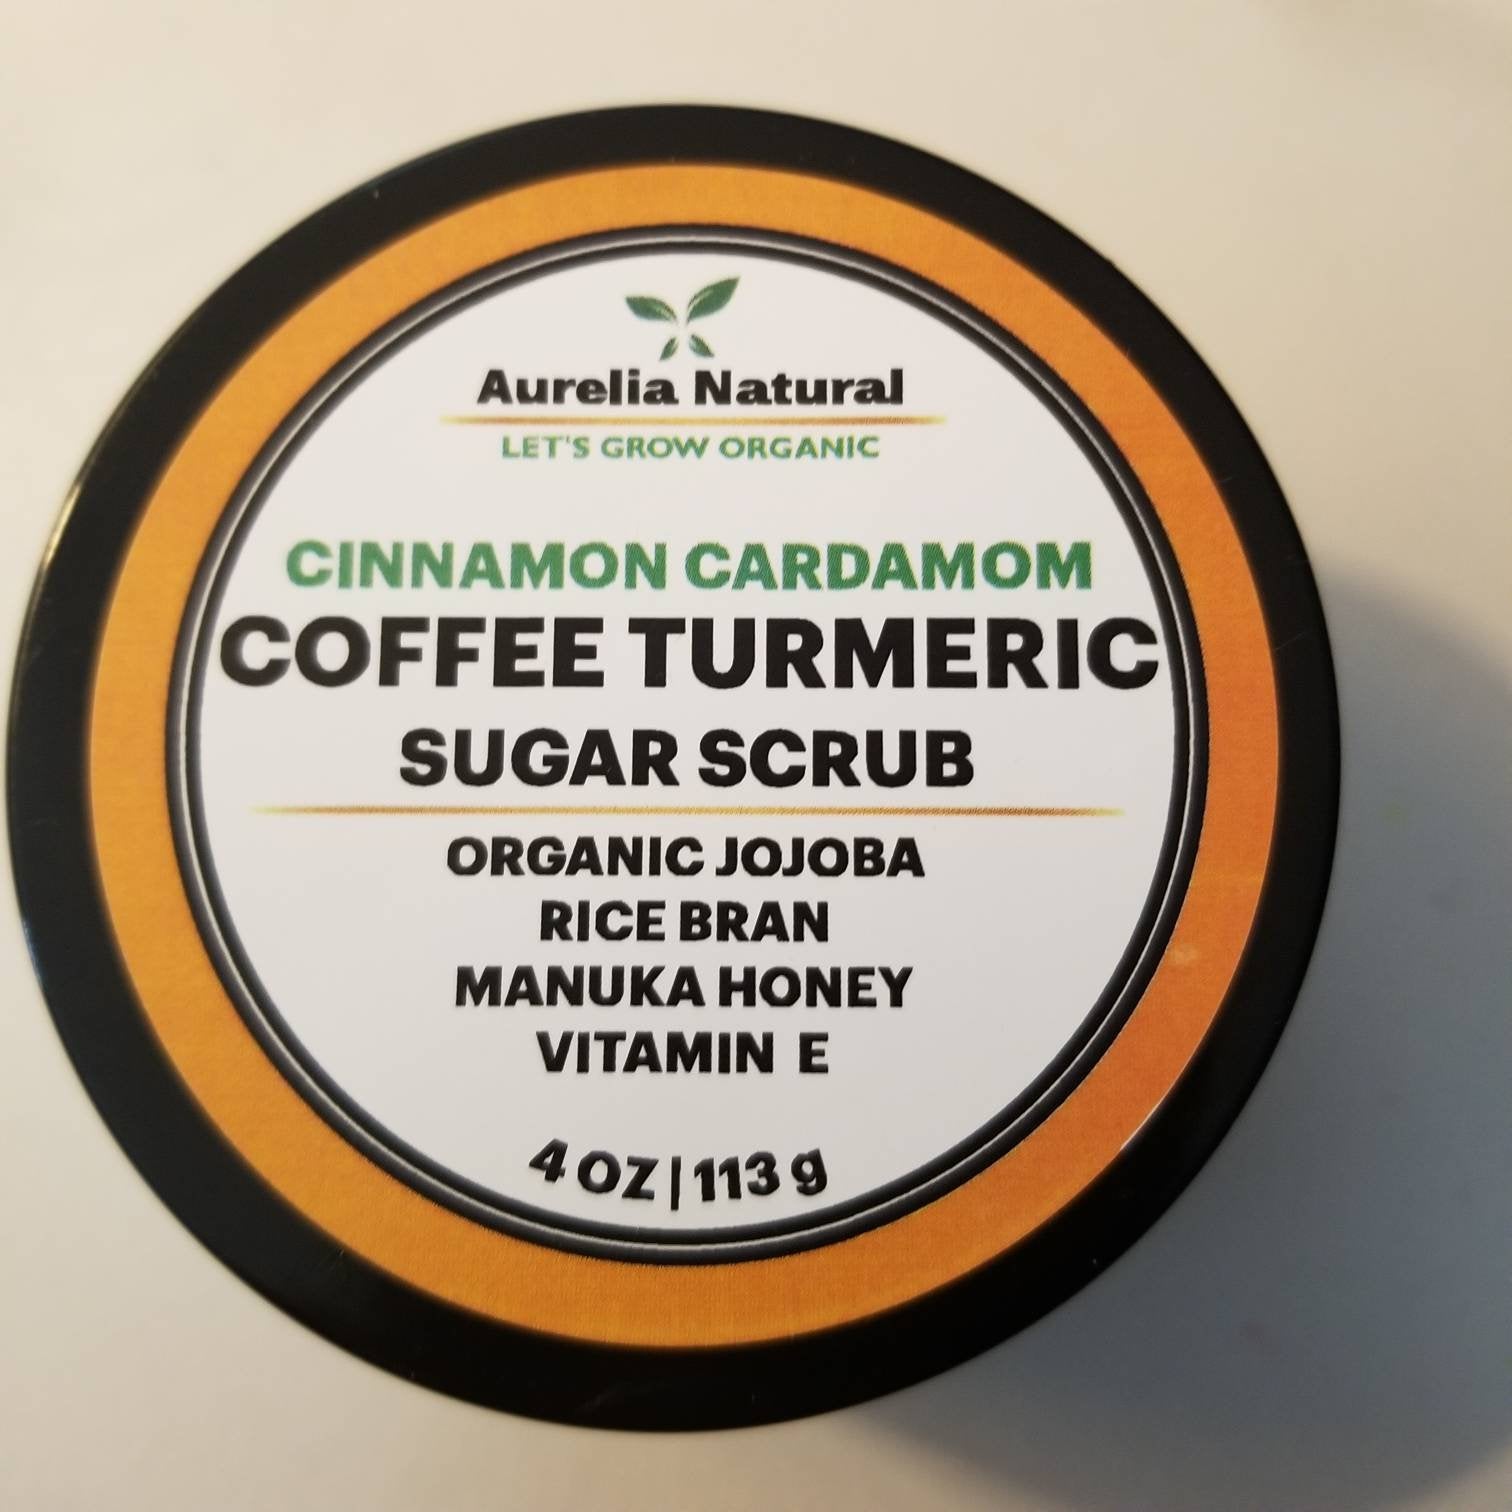 Aurelia Natural
LET'S GROW ORGANIC
CINNAMON CARDAMOM
COFFEE TURMERIC
SUGAR SCRUB
ORGANIC JOJOBA
RICE BRAN
MANUKA HONEY
VITAMIN E
4 OZ | 113 g